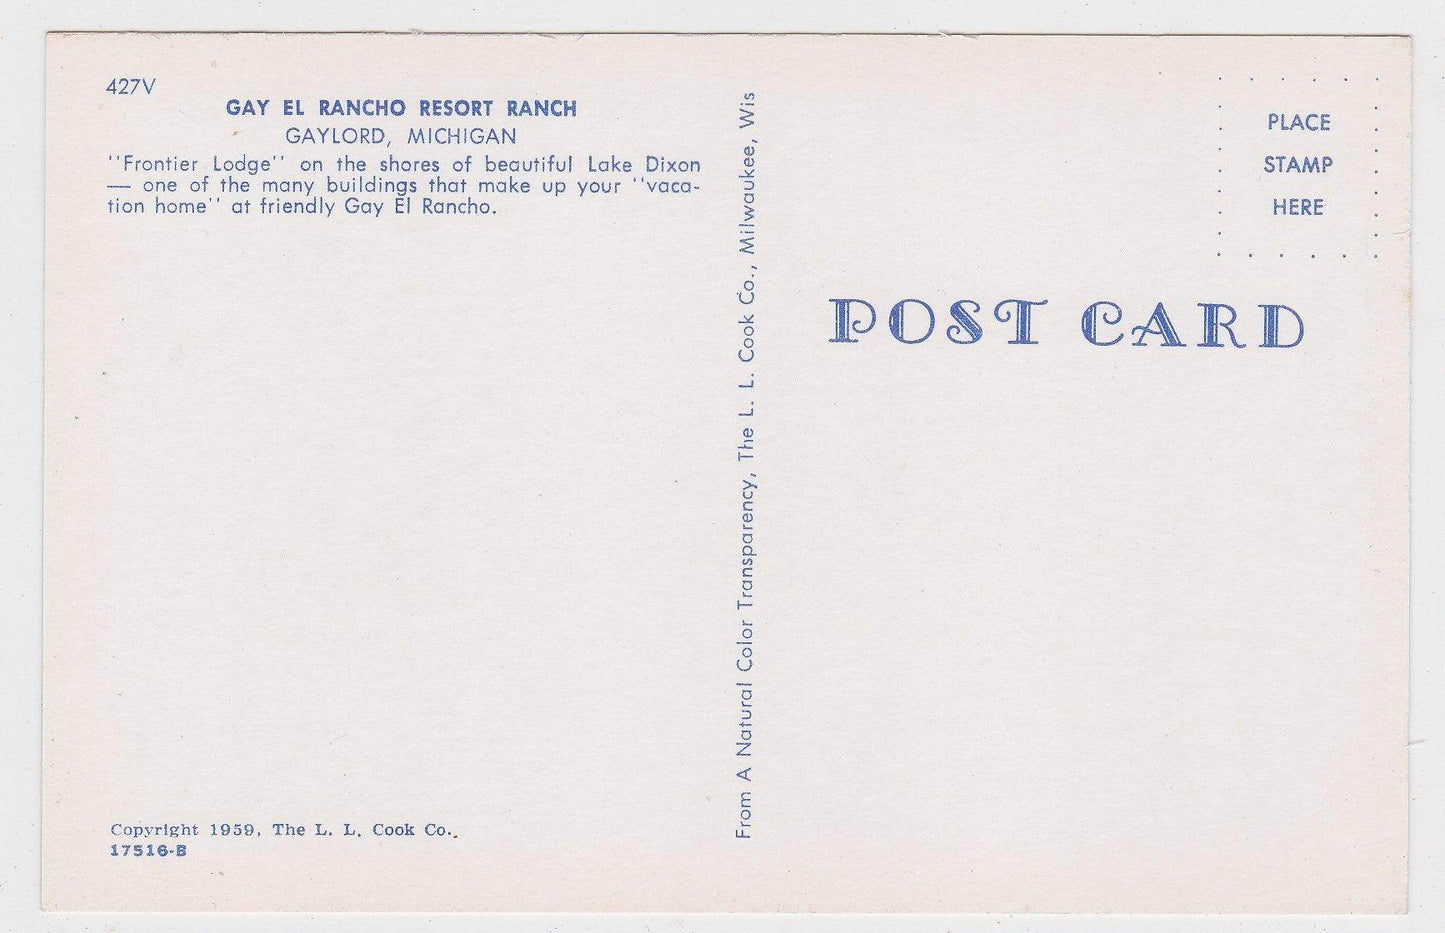 427V
GAY EL RANCHO RESORT RANCH
GAYLORD, MICHIGAN
"Frontier Lodge" on the shores of beautiful Lake Dixon
— one of the many buildings that make up your "vaca-
tion home" at friendly Gay El Rancho.
Copyright 1959, The L. L. Cook Co.
17516-B
From A Natural Color Transparency, The L. L. Cook Co., Milwaukee, Wis
PLACE
STAMP
HERE
POST CARD